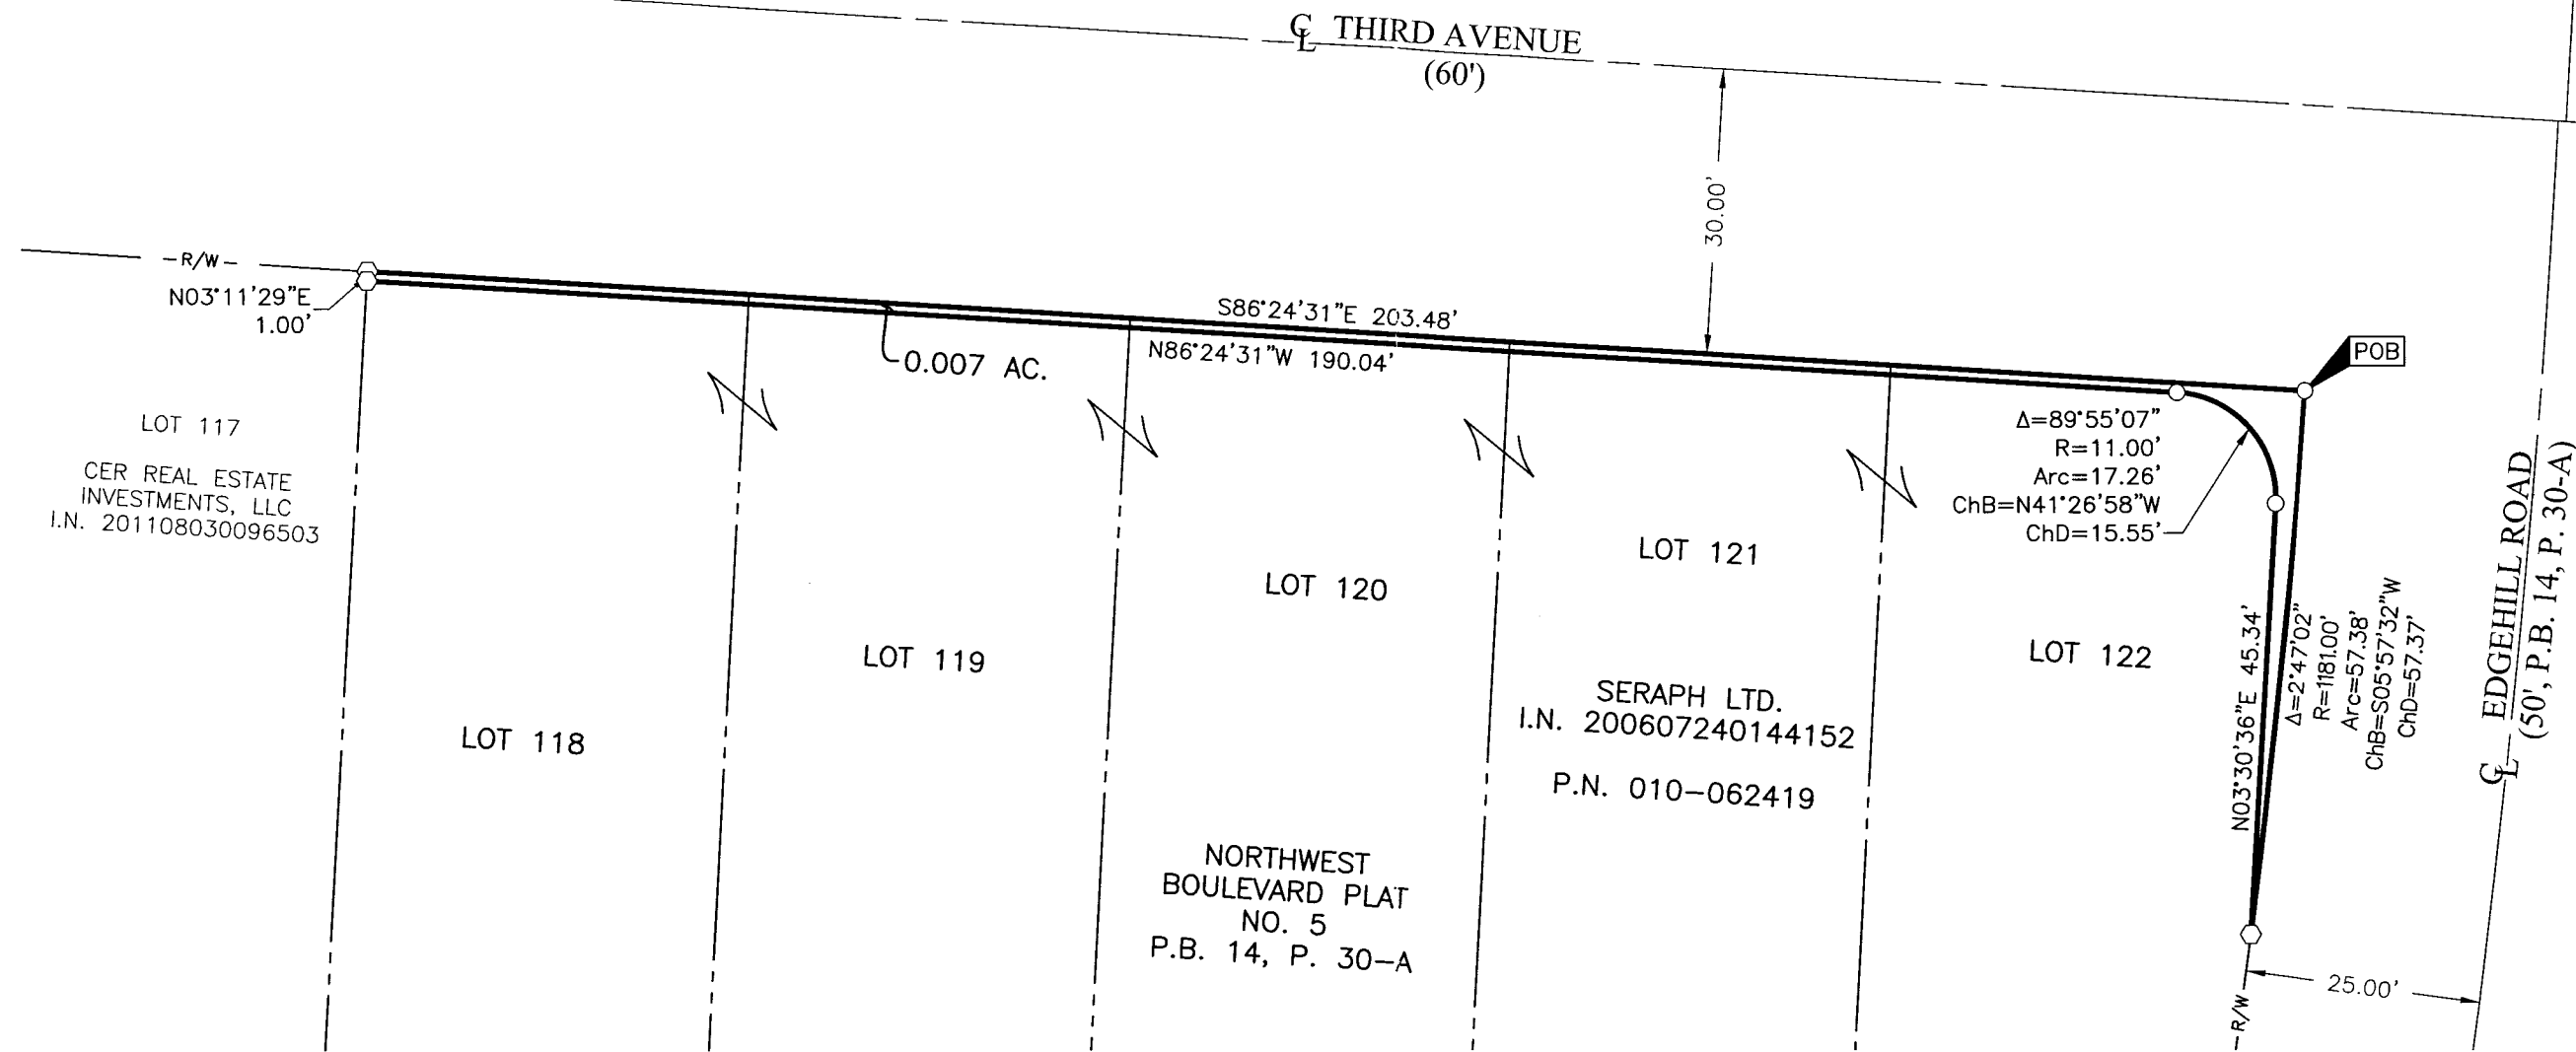 ℄ THIRD AVENUE
(60')
30.00'
-R/W-
N03°11'29"E
1.00'
S86°24'31"E 203.48'
N86°24'31"W 190.04'
0.007 AC.
POB
LOT 117
CER REAL ESTATE
INVESTMENTS, LLC
I.N. 201108030096503
Δ=89°55'07"
R=11.00'
Arc=17.26'
ChB=N41°26'58"W
ChD=15.55'
LOT 118
LOT 119
LOT 120
LOT 121
LOT 122
SERAPH LTD.
I.N. 200607240144152
P.N. 010-062419
NORTHWEST
BOULEVARD PLAT
NO. 5
P.B. 14, P. 30-A
N03°30'36"E 45.34'
Δ=2°47'02"
R=1181.00'
Arc=57.38'
ChB=S05°57'32"W
ChD=57.37'
℄ EDGEHILL ROAD
(50', P.B. 14, P. 30-A)
25.00'
R/W